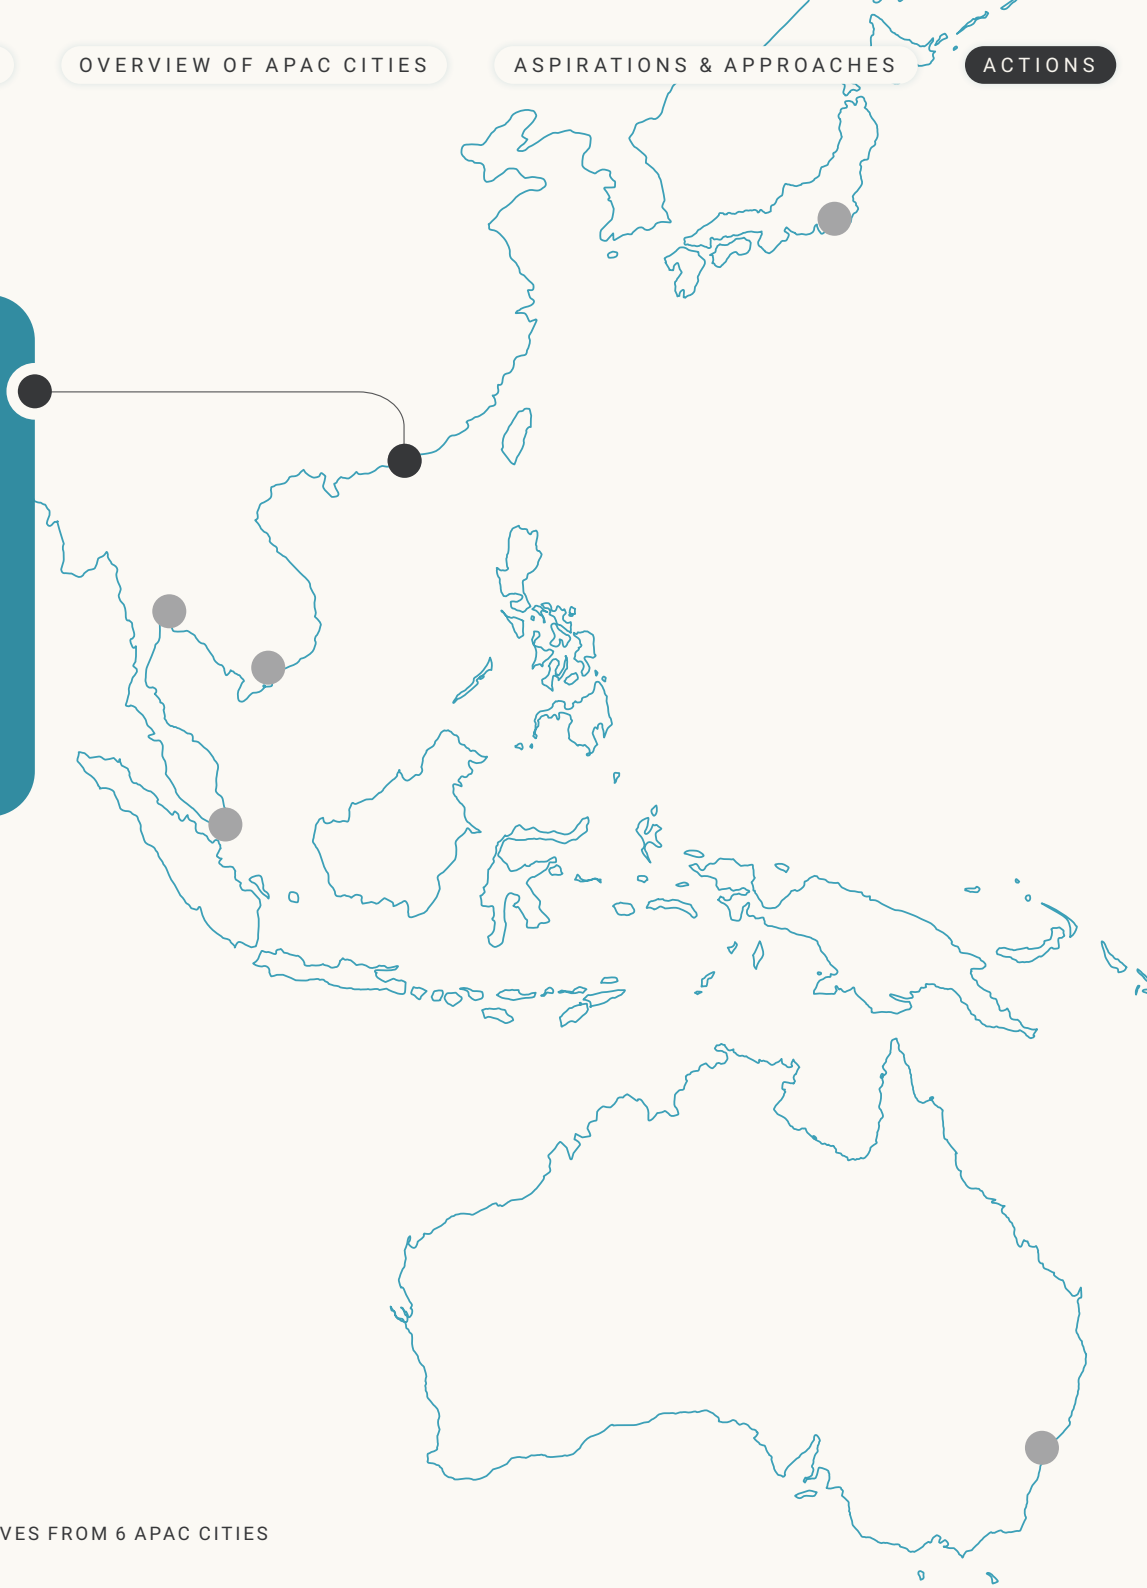 OVERVIEW OF APAC CITIES
ASPIRATIONS & APPROACHES
ACTIONS
VES FROM 6 APAC CITIES